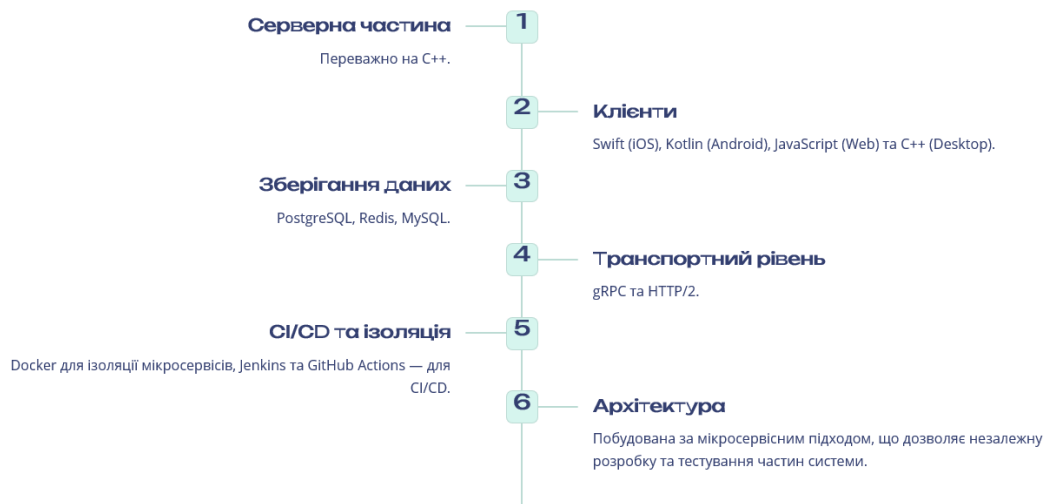 1
Серверна частина
Переважно на C++.
2
Клієнти
Swift (iOS), Kotlin (Android), JavaScript (Web) та C++ (Desktop).
3
Зберігання даних
PostgreSQL, Redis, MySQL.
4
Транспортний рівень
gRPC та HTTP/2.
5
CI/CD та ізоляція
Docker для ізоляції мікросервісів, Jenkins та GitHub Actions — для
CI/CD.
6
Архітектура
Побудована за мікросервісним підходом, що дозволяє незалежну
розробку та тестування частин системи.